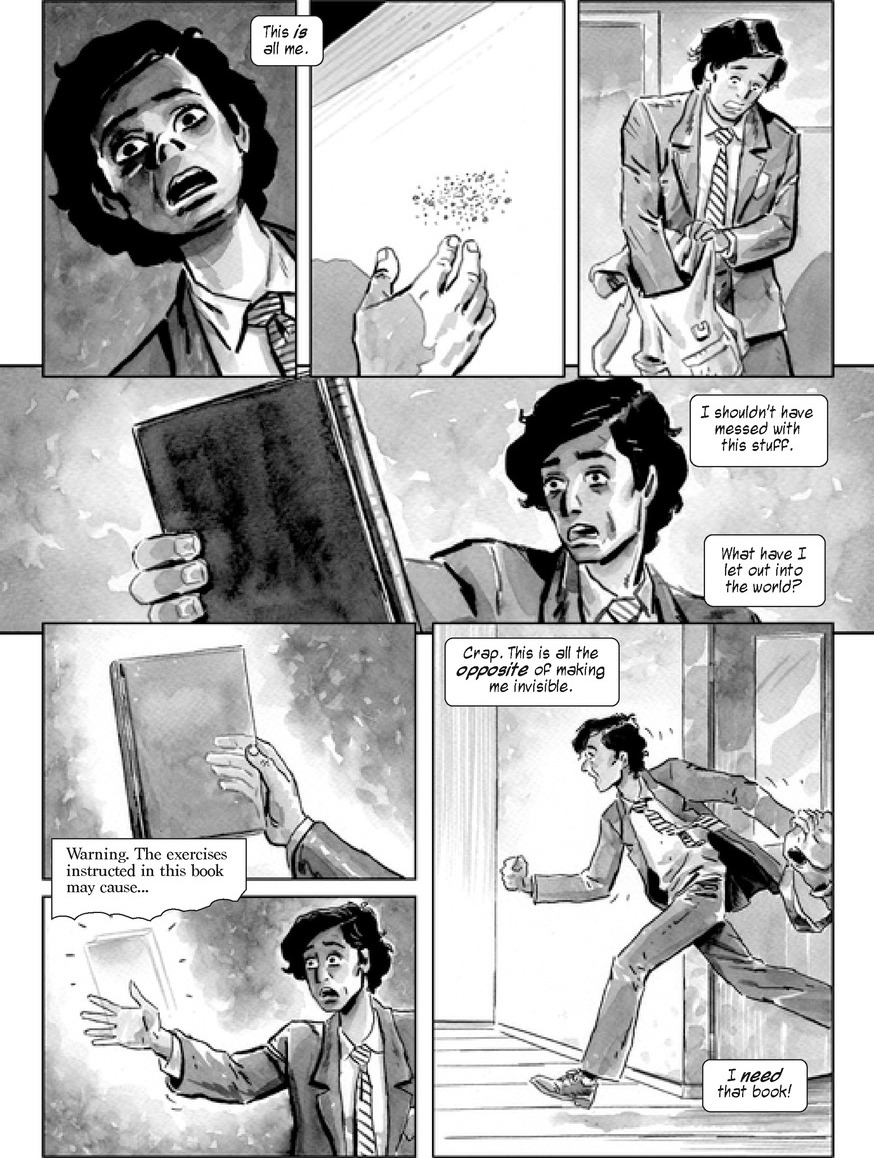 This is
all me.
I shouldn't have
messed with
this stuff.
What have I
let out into
the world?
Warning. The exercises
instructed in this book
may cause...
Crap. This is all the
opposite of making
me invisible.
I need
that book!